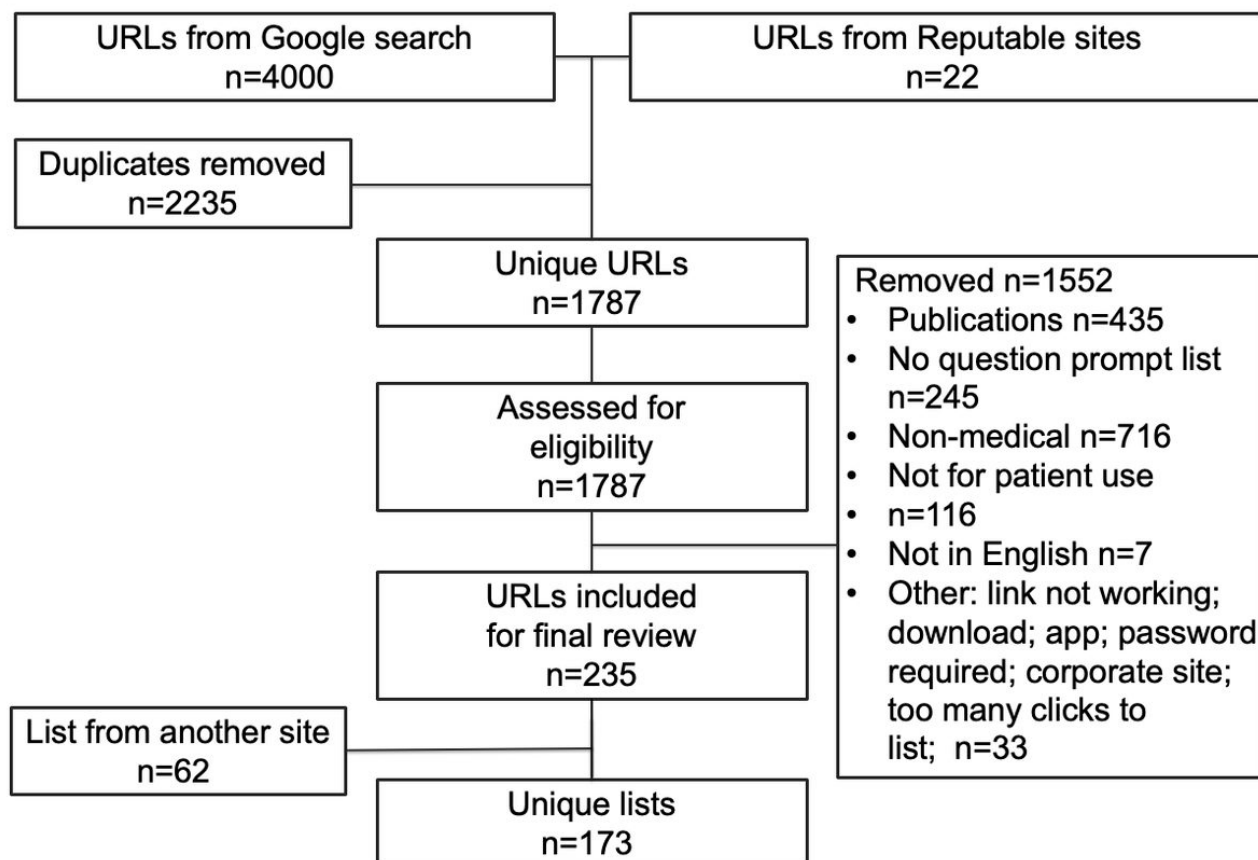 URLs from Google search
n=4000
URLs from Reputable sites
n=22
Duplicates removed
n=2235
Unique URLs
n=1787
Assessed for
eligibility
n=1787
Removed n=1552
• Publications n=435
• No question prompt list
n=245
• Non-medical n=716
• Not for patient use
• n=116
• Not in English n=7
• Other: link not working;
download; app; password
required; corporate site;
too many clicks to
list; n=33
URLs included
for final review
n=235
List from another site
n=62
Unique lists
n=173